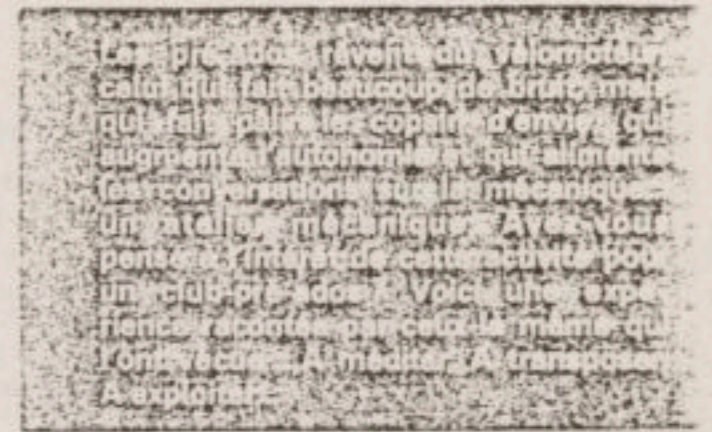 Les pré-ados rêvent du vélomoteur
celui qui fait beaucoup de bruit, mais
qui fait pâlir les copains d'envie, qui
augmente l'autonomie et qui alimente
les conversations sur la mécanique.
Un atelier mécanique ? Avez-vous
pensé à l'intérêt de cette activité pour
un club pré-ados ? Voici une expé-
rience racontée par ceux-là même qui
l'ont vécue. A méditer. A transposer.
A exploiter.